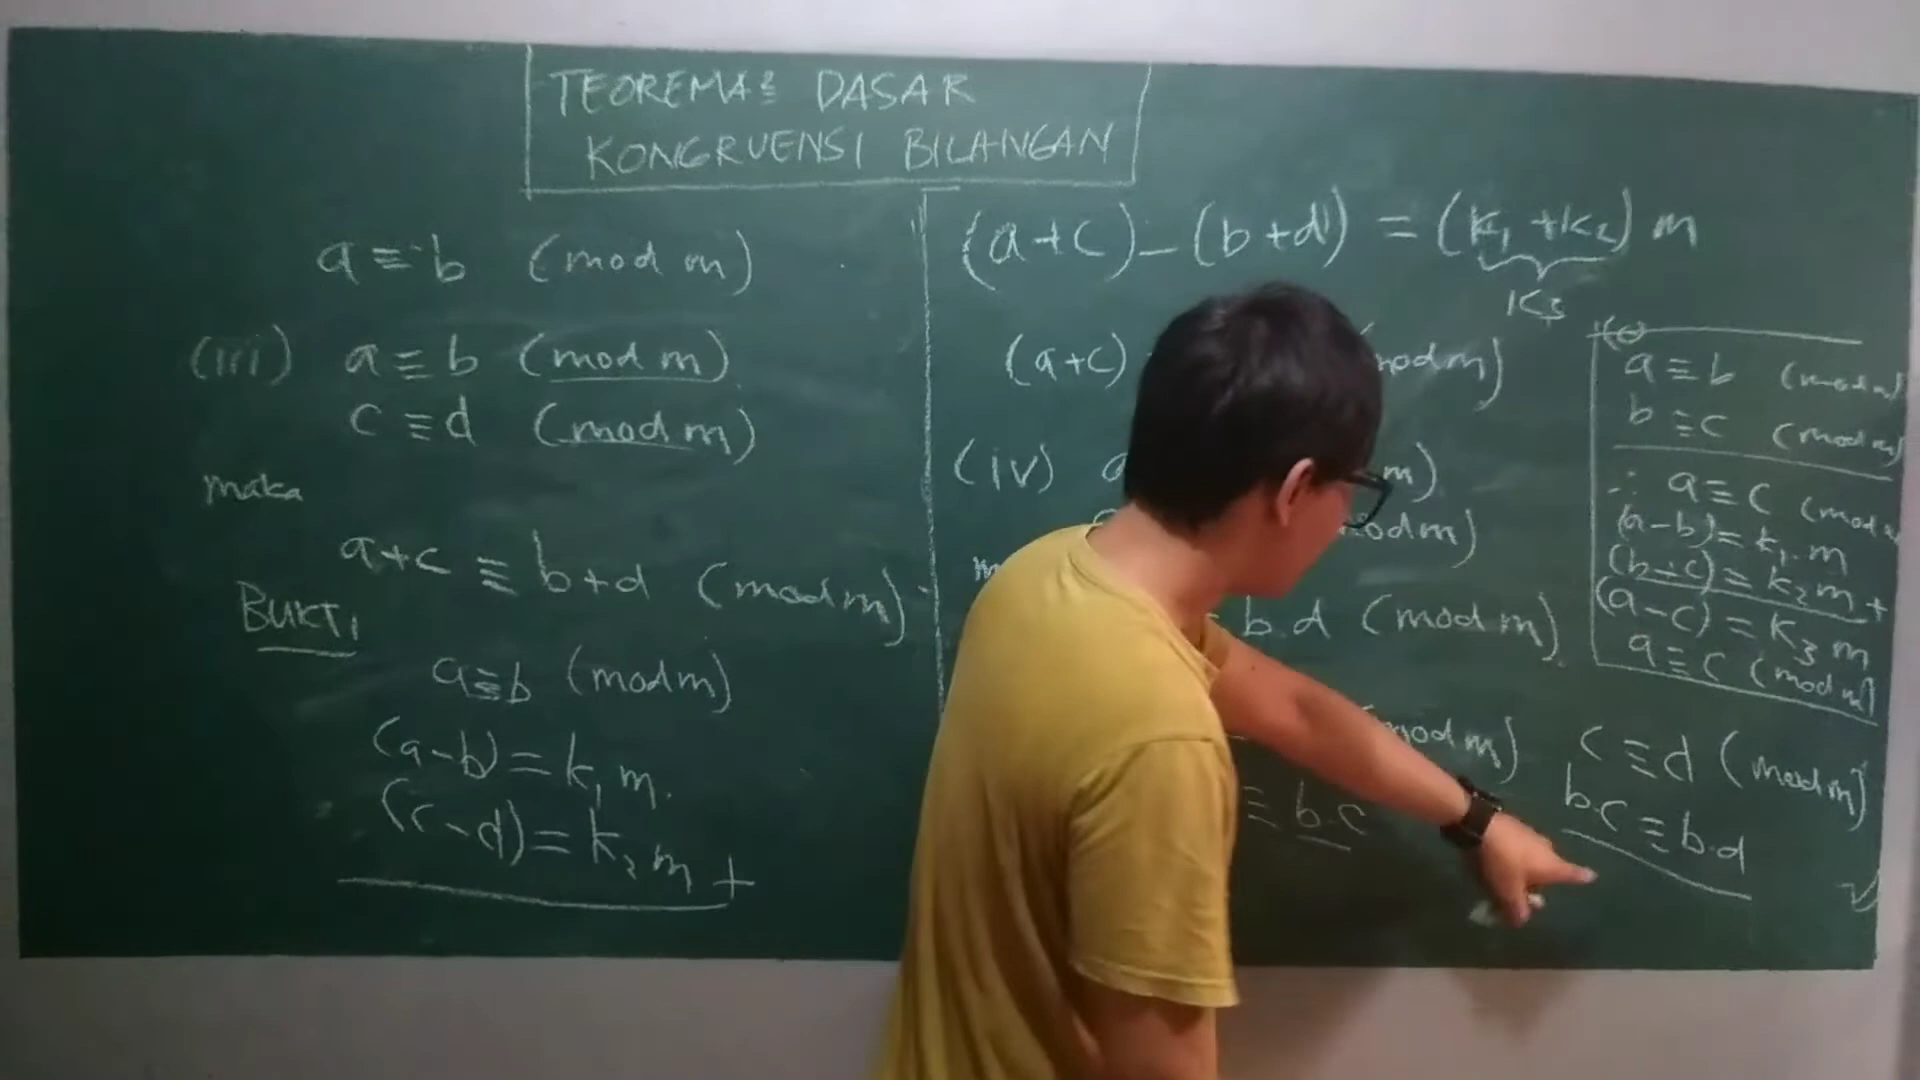 TEOREMA² DASAR
KONGRUENSI BILANGAN
a ≡ b (mod m)
(iii) a ≡ b (mod m)
c ≡ d (mod m)
maka
a+c ≡ b+d (mod m)
BUKTI
a ≡ b (mod m)
(a-b) = k₁ m.
(c-d) = k₂ m +
(a+c) - (b+d) = (k₁ + k₂) m
k₃
(a+c) mod m)
(iv) m)
mod m)
b.d (mod m)
mod m)
≡ b.c
a ≡ b (mod m)
b ≡ c (mod m)
∴ a ≡ c (mod
(a-b) = k₁. m
(b-c) = k₂ m +
(a-c) = k₃ m
a ≡ c (mod m)
c ≡ d (mod m)
b.c ≡ b.d